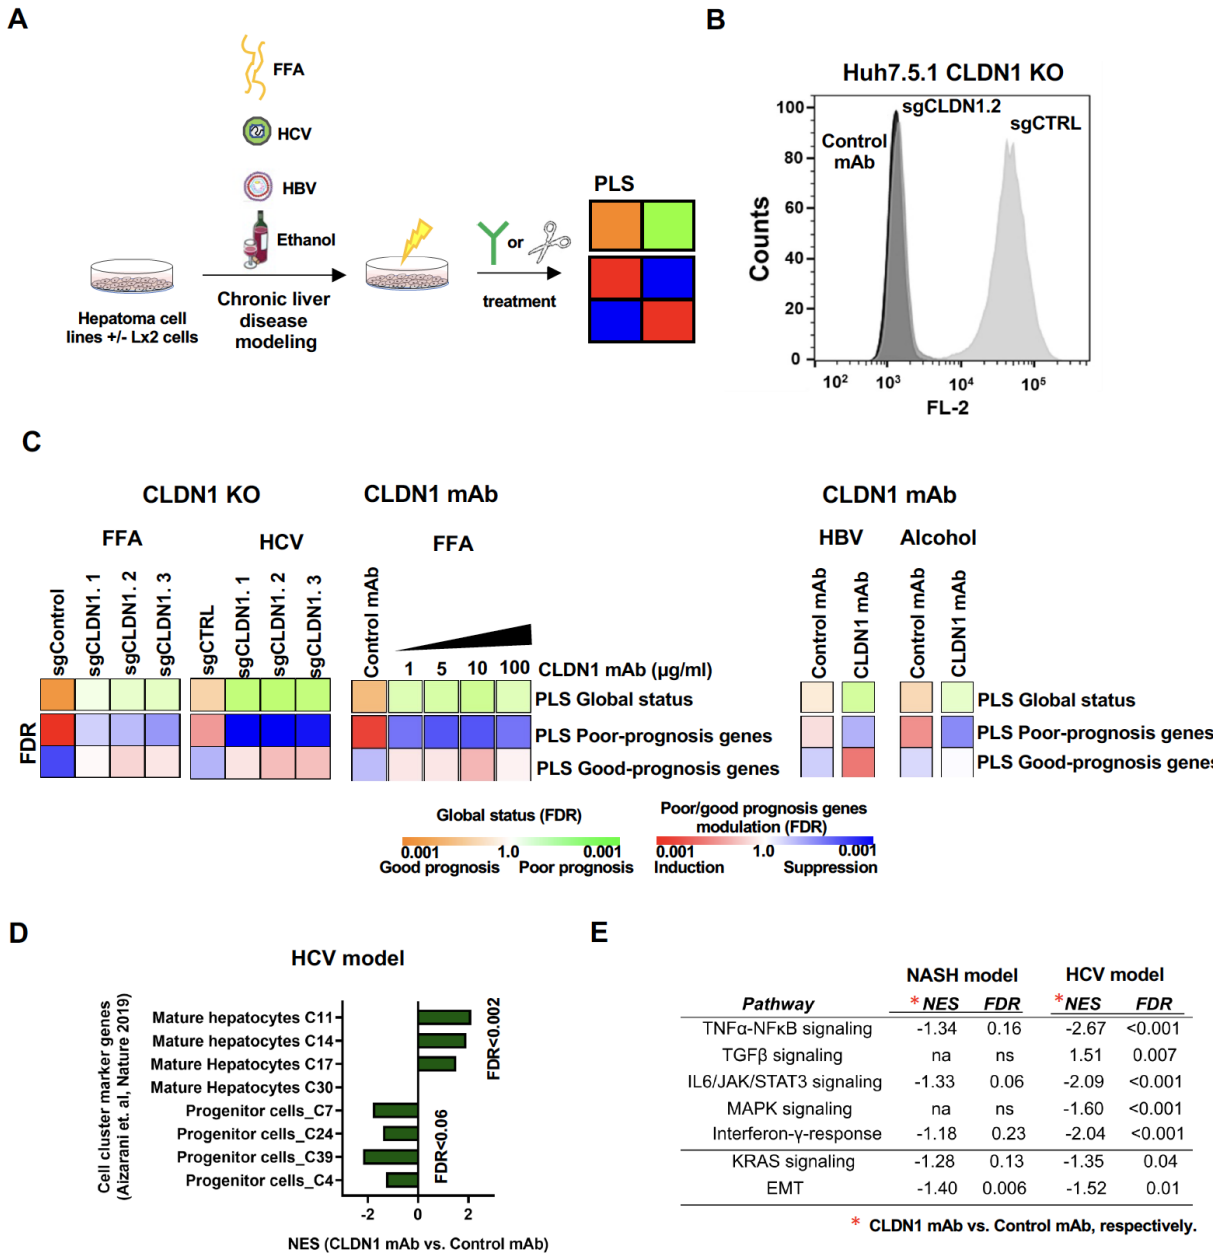 A
FFA
HCV
HBV
Ethanol
Hepatoma cell
lines +/- Lx2 cells
Chronic liver
disease
modeling
or
treatment
PLS
B
Huh7.5.1 CLDN1 KO
sgCLDN1.2
sgCTRL
Control
mAb
Counts
100
80
60
40
20
0
10² 10³ 10⁴ 10⁵
FL-2
C
CLDN1 KO
FFA
HCV
sgControl
sgCLDN1. 1
sgCLDN1. 2
sgCLDN1. 3
sgCTRL
sgCLDN1. 1
sgCLDN1. 2
sgCLDN1. 3
FDR
CLDN1 mAb
FFA
Control mAb
1 5 10 100 CLDN1 mAb (µg/ml)
PLS Global status
PLS Poor-prognosis genes
PLS Good-prognosis genes
CLDN1 mAb
HBV Alcohol
Control mAb
CLDN1 mAb
Control mAb
CLDN1 mAb
PLS Global status
PLS Poor-prognosis genes
PLS Good-prognosis genes
Global status (FDR)
0.001 1.0 0.001
Good prognosis Poor prognosis
Poor/good prognosis genes
modulation (FDR)
0.001 1.0 0.001
Induction Suppression
D
HCV model
Cell cluster marker genes
(Aizarani et. al, Nature 2019)
Mature hepatocytes C11
Mature hepatocytes C14
Mature hepatocytes C17
Mature Hepatocytes C30
Progenitor cells_C7
Progenitor cells_C24
Progenitor cells_C39
Progenitor cells_C4
FDR<0.002
FDR<0.06
-2 0 2
NES (CLDN1 mAb vs. Control mAb)
E
NASH model HCV model
Pathway *NES FDR *NES FDR
TNFα-NFκB signaling -1.34 0.16 -2.67 <0.001
TGFβ signaling na ns 1.51 0.007
IL6/JAK/STAT3 signaling -1.33 0.06 -2.09 <0.001
MAPK signaling na ns -1.60 <0.001
Interferon-γ-response -1.18 0.23 -2.04 <0.001
KRAS signaling -1.28 0.13 -1.35 0.04
EMT -1.40 0.006 -1.52 0.01
* CLDN1 mAb vs. Control mAb, respectively.